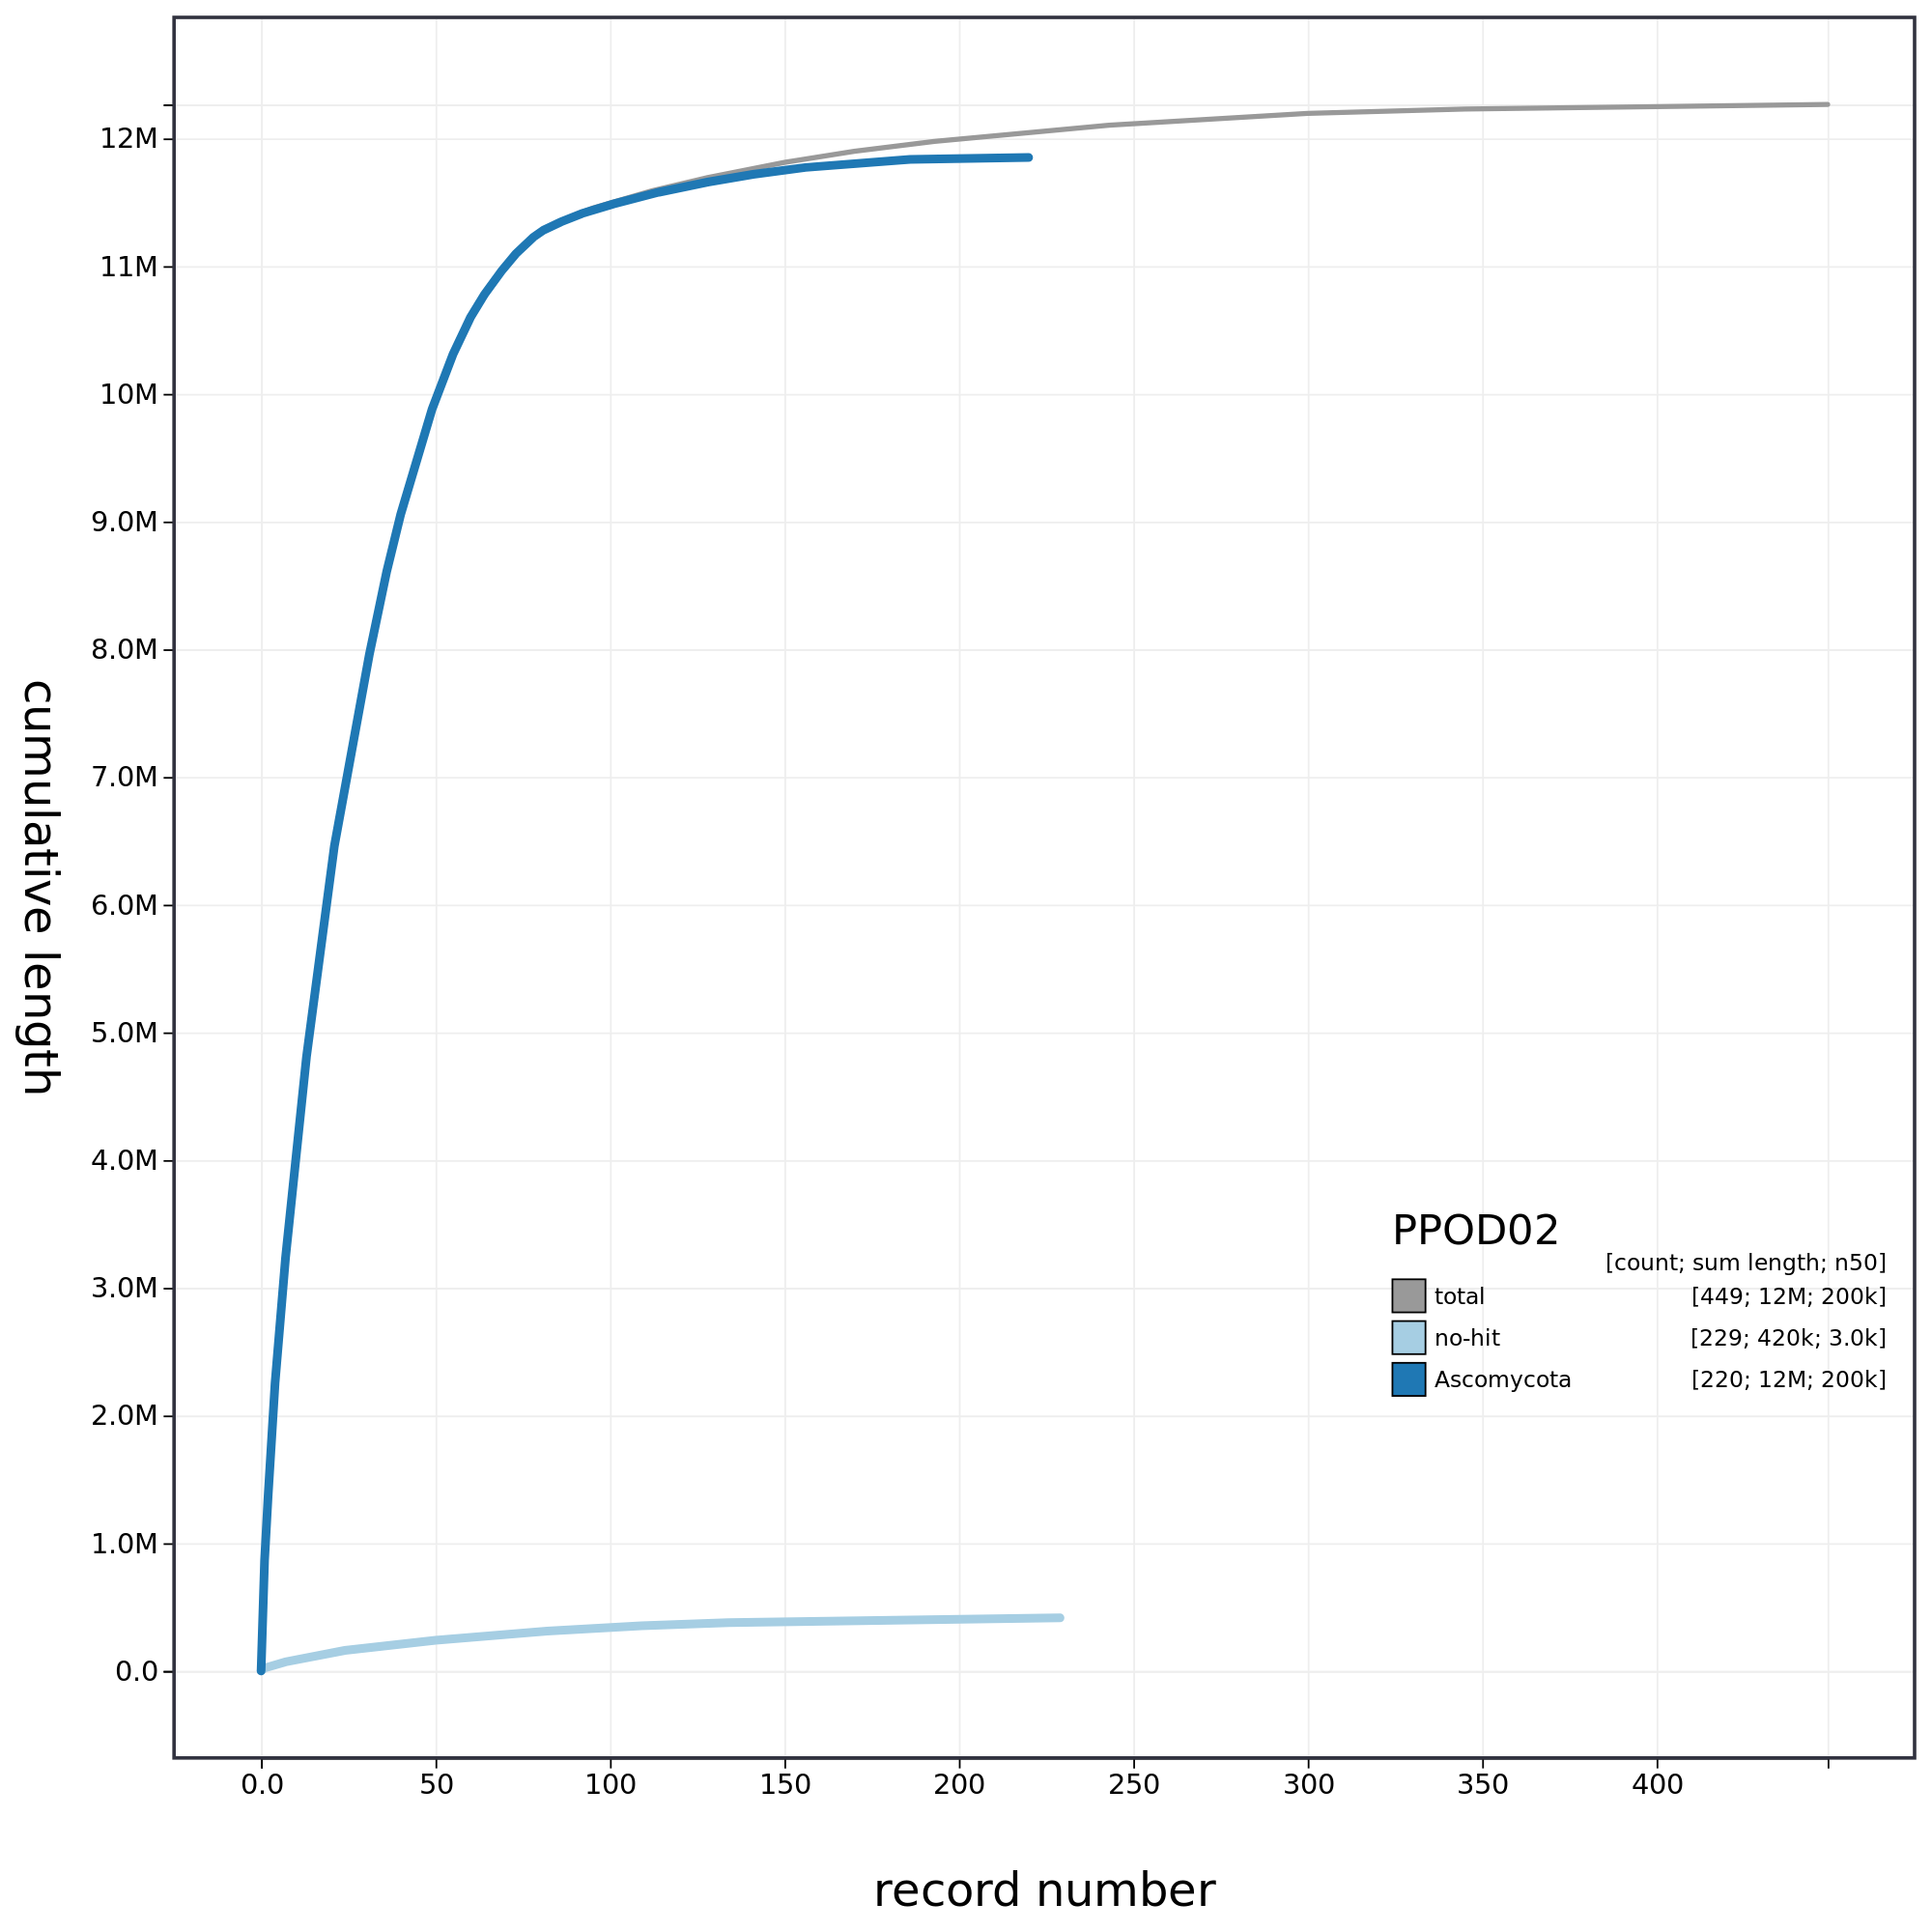 cumulative length
12M
11M
10M
9.0M
8.0M
7.0M
6.0M
5.0M
4.0M
3.0M
2.0M
1.0M
0.0
PPOD02
[count; sum length; n50]
total [449; 12M; 200k]
no-hit [229; 420k; 3.0k]
Ascomycota [220; 12M; 200k]
0.0 50 100 150 200 250 300 350 400
record number